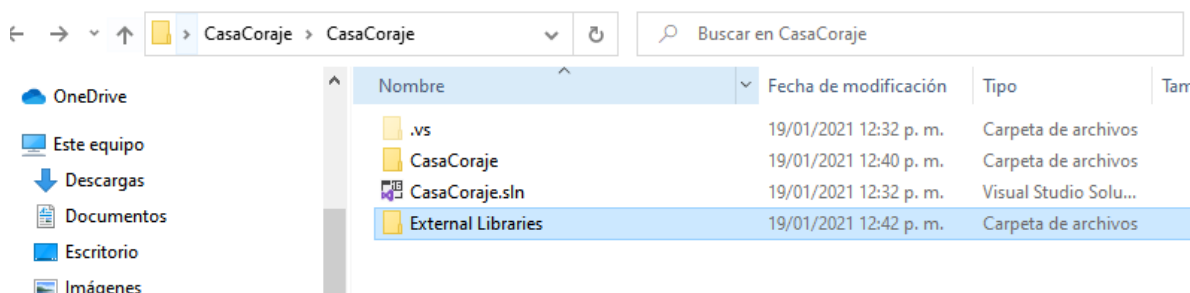 CasaCoraje > CasaCoraje
Buscar en CasaCoraje
OneDrive
Este equipo
Descargas
Documentos
Escritorio
Imágenes
Nombre Fecha de modificación Tipo Tam
.vs 19/01/2021 12:32 p. m. Carpeta de archivos
CasaCoraje 19/01/2021 12:40 p. m. Carpeta de archivos
CasaCoraje.sln 19/01/2021 12:32 p. m. Visual Studio Solu...
External Libraries 19/01/2021 12:42 p. m. Carpeta de archivos